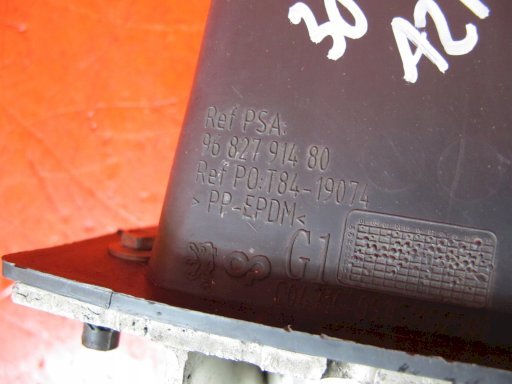 30
A21
Ref PSA:
96 827 914 80
Ref PO:T84-19074
>PP-EPDM<
G1